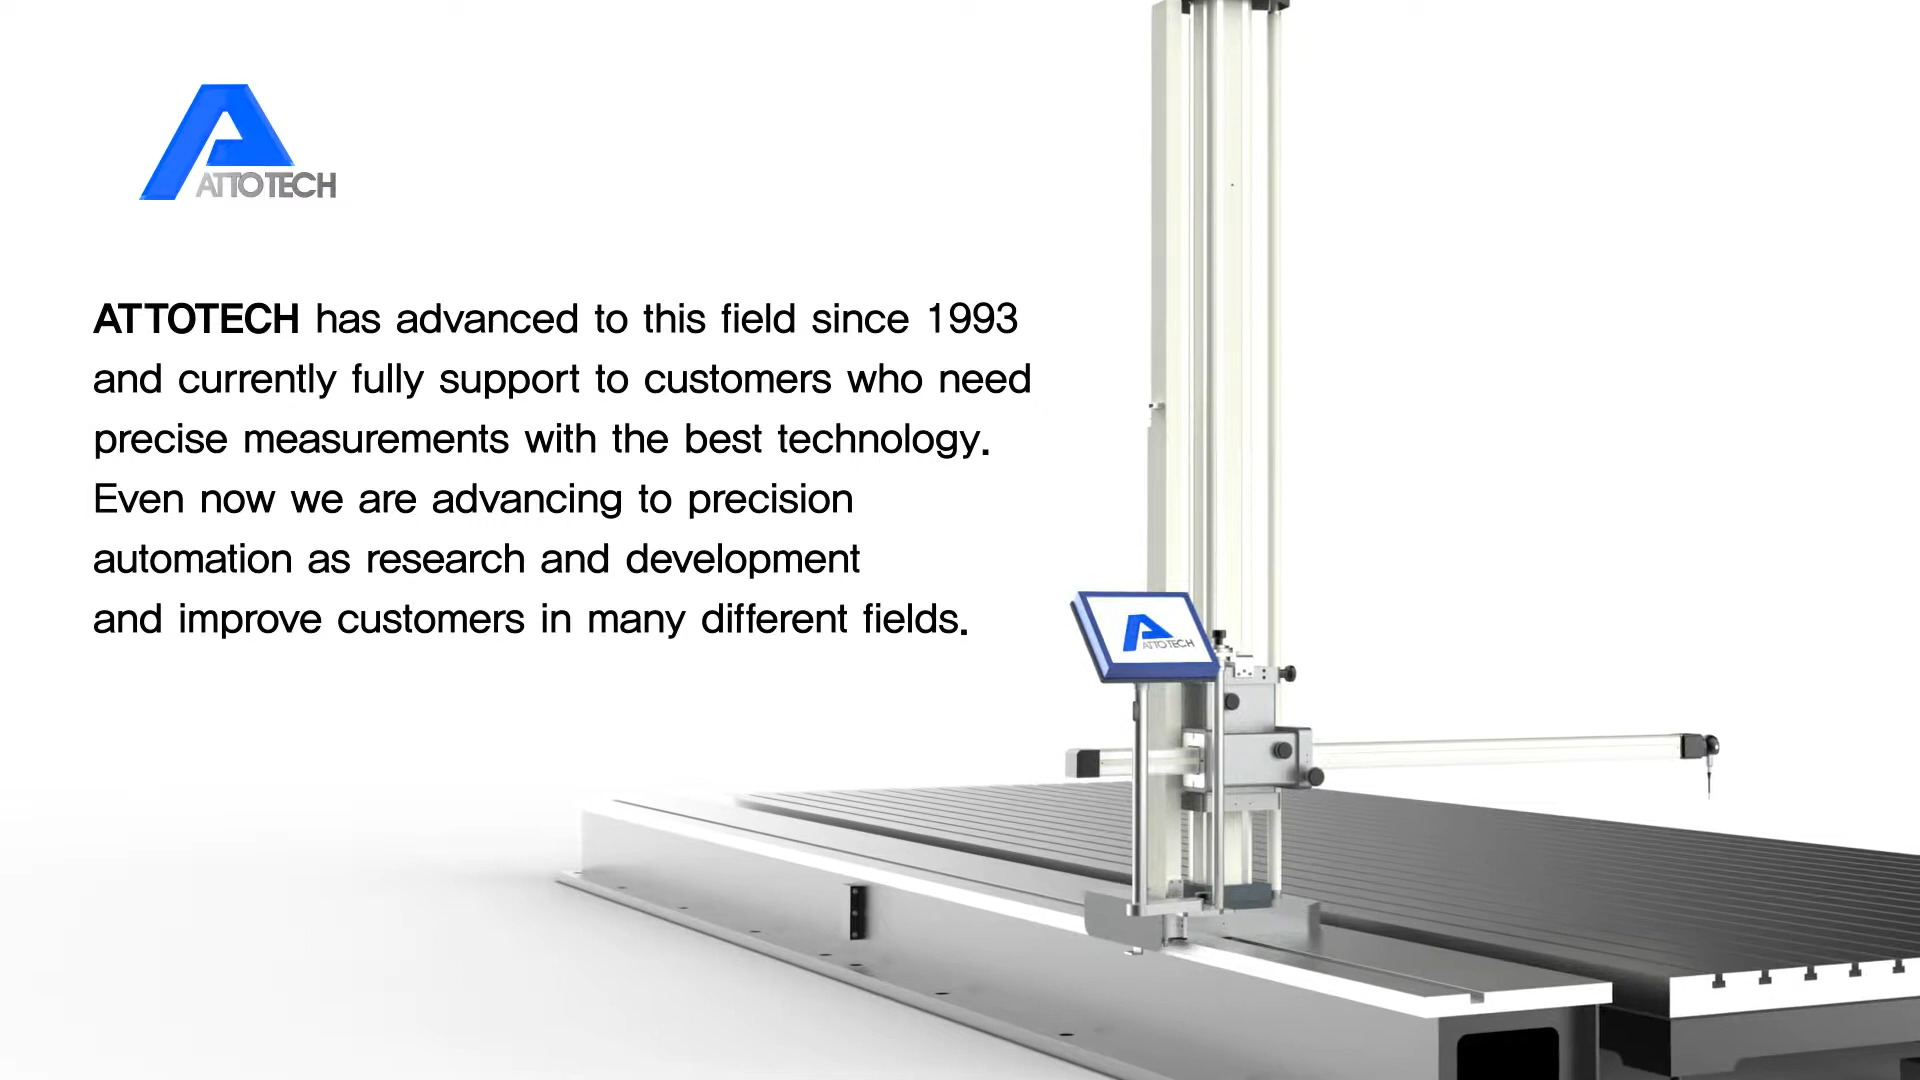 ATTOTECH
ATTOTECH has advanced to this field since 1993
and currently fully support to customers who need
precise measurements with the best technology.
Even now we are advancing to precision
automation as research and development
and improve customers in many different fields.
ATTOTECH